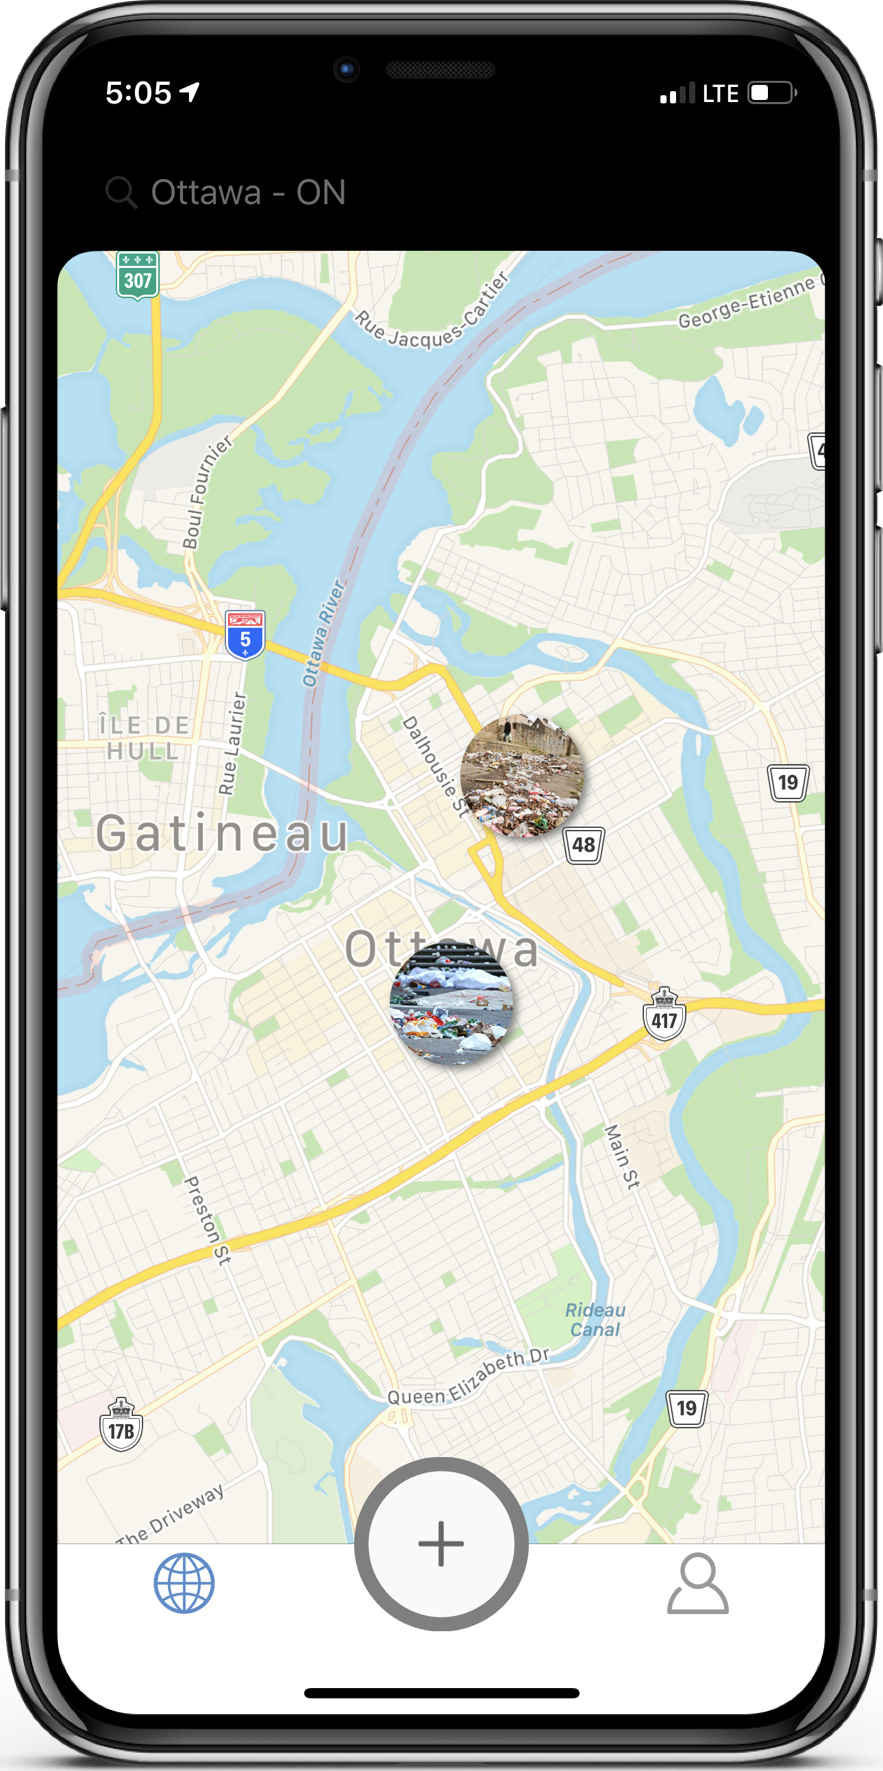 5:05
LTE
Ottawa - ON
307
Rue Jacques-Cartier
George-Etienne
4
Boul Fournier
Ottawa River
5
ÎLE DE
HULL
Rue Laurier
Dalhousie St
19
Gatineau
48
Ottawa
417
Main St
Preston St
Rideau
Canal
Queen Elizabeth Dr
19
17B
The Driveway